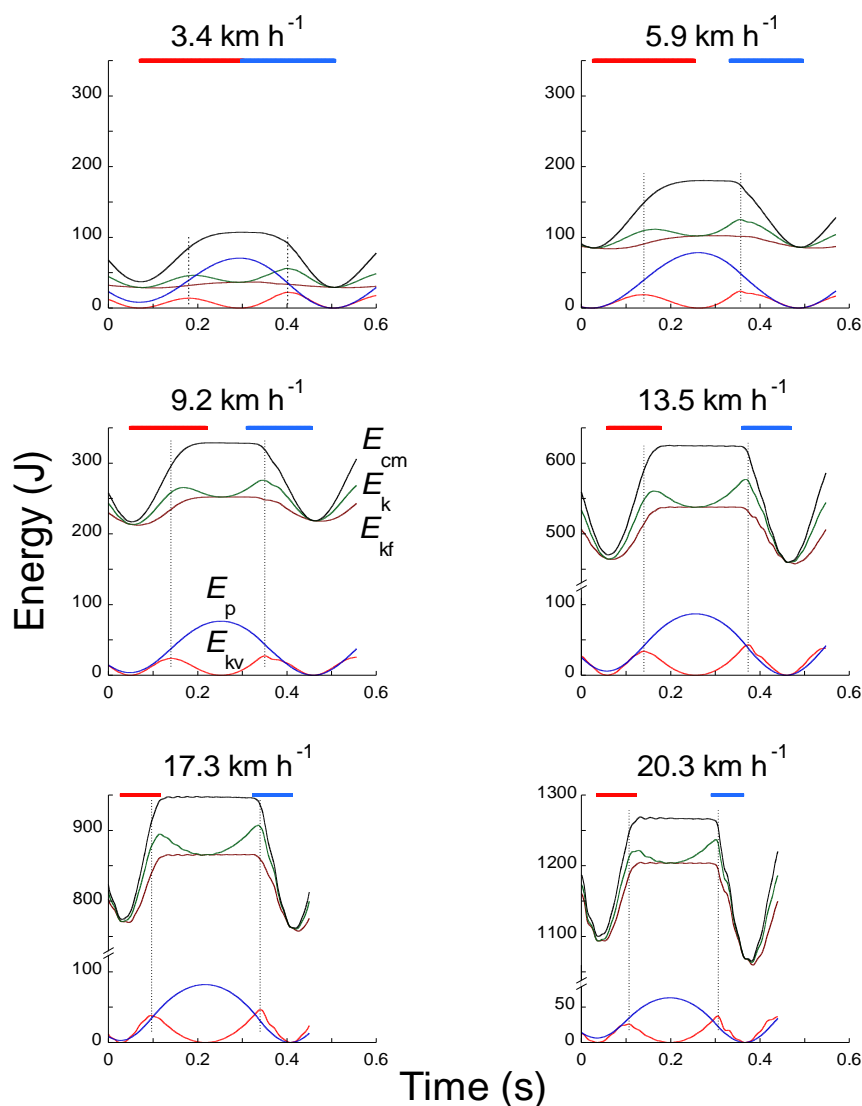 3.4 km h-1
5.9 km h-1
300
200
100
0
0 0.2 0.4 0.6
300
200
100
0
0 0.2 0.4 0.6
9.2 km h-1
13.5 km h-1
Energy (J)
300
200
100
0
0 0.2 0.4 0.6
Ecm
Ek
Ekf
Ep
Ekv
600
500
100
0
0 0.2 0.4 0.6
17.3 km h-1
20.3 km h-1
900
800
100
0
0 0.2 0.4 0.6
1300
1200
1100
50
0
0 0.2 0.4 0.6
Time (s)